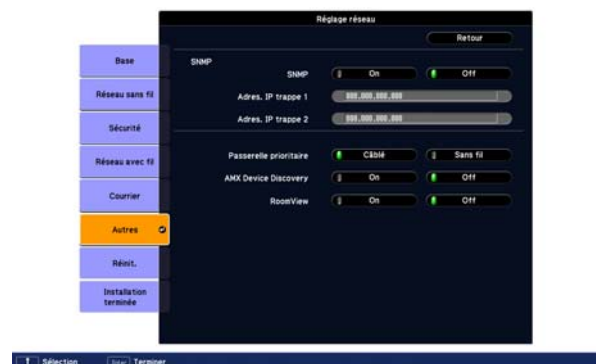 Réglage réseau
Retour
Base
Réseau sans fil
Sécurité
Réseau avec fil
Courrier
Autres
Réinit.
Installation terminée
SNMP
SNMP On Off
Adres. IP trappe 1
Adres. IP trappe 2
Passerelle prioritaire Câblé Sans fil
AMX Device Discovery On Off
RoomView On Off
Sélection Enter Terminer